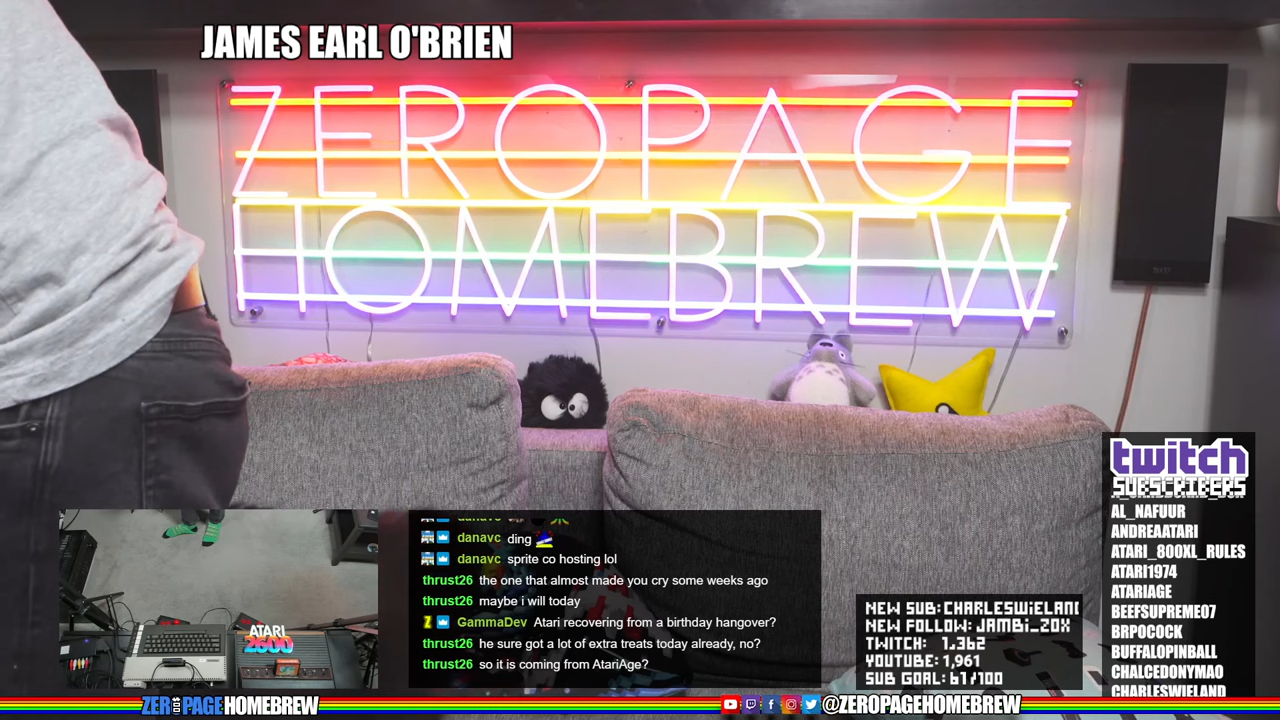 JAMES EARL O'BRIEN
ZEROPAGE
HOMEBREW
danavc
danavc ding
danavc sprite co hosting lol
thrust26 the one that almost made you cry some weeks ago
thrust26 maybe i will today
GammaDev Atari recovering from a birthday hangover?
thrust26 he sure got a lot of extra treats today already, no?
thrust26 so it is coming from AtariAge?
ATARI
2600
NEW SUB: CHARLESWIELAND
NEW FOLLOW: JAMBI_ZOX
TWITCH: 1,362
YOUTUBE: 1,961
SUB GOAL: 67/100
twitch
SUBSCRIBERS
AL_NAFUUR
ANDREAATARI
ATARI_800XL_RULES
ATARI1974
ATARIAGE
BEEFSUPREME07
BRPOCOCK
BUFFALOPINBALL
CHALCEDONYMAO
CHARLESWIELAND
ZEROPAGEHOMEBREW
@ZEROPAGEHOMEBREW